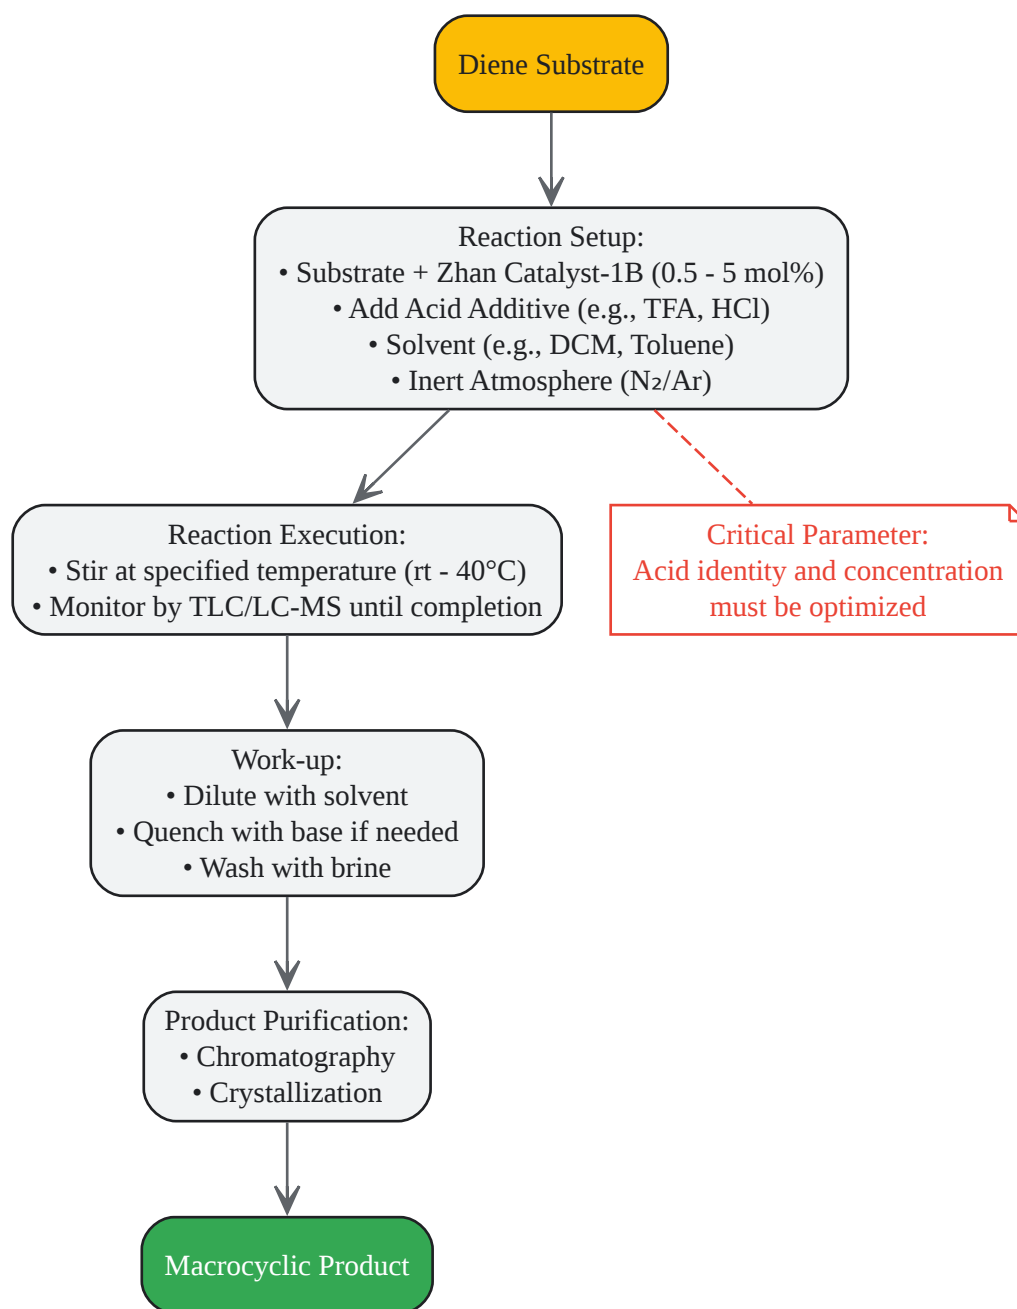 Diene Substrate
Reaction Setup:
• Substrate + Zhan Catalyst-1B (0.5 - 5 mol%)
• Add Acid Additive (e.g., TFA, HCl)
• Solvent (e.g., DCM, Toluene)
• Inert Atmosphere (N₂/Ar)
Reaction Execution:
• Stir at specified temperature (rt - 40°C)
• Monitor by TLC/LC-MS until completion
Critical Parameter:
Acid identity and concentration
must be optimized
Work-up:
• Dilute with solvent
• Quench with base if needed
• Wash with brine
Product Purification:
• Chromatography
• Crystallization
Macrocyclic Product